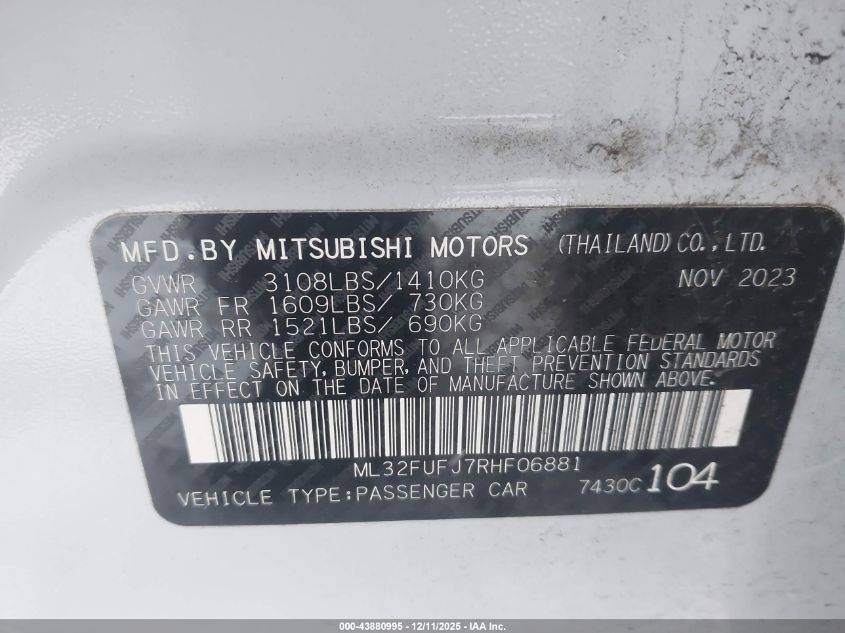 MFD.BY MITSUBISHI MOTORS (THAILAND) CO.,LTD.
GVWR 3108LBS/1410KG NOV 2023
GAWR FR 1609LBS/ 730KG
GAWR RR 1521LBS/ 690KG
THIS VEHICLE CONFORMS TO ALL APPLICABLE FEDERAL MOTOR
VEHICLE SAFETY, BUMPER, AND THEFT PREVENTION STANDARDS
IN EFFECT ON THE DATE OF MANUFACTURE SHOWN ABOVE.
ML32FUFJ7RHF06881
VEHICLE TYPE:PASSENGER CAR 7430C 104
000-43880995 - 12/11/2025 - IAA Inc.